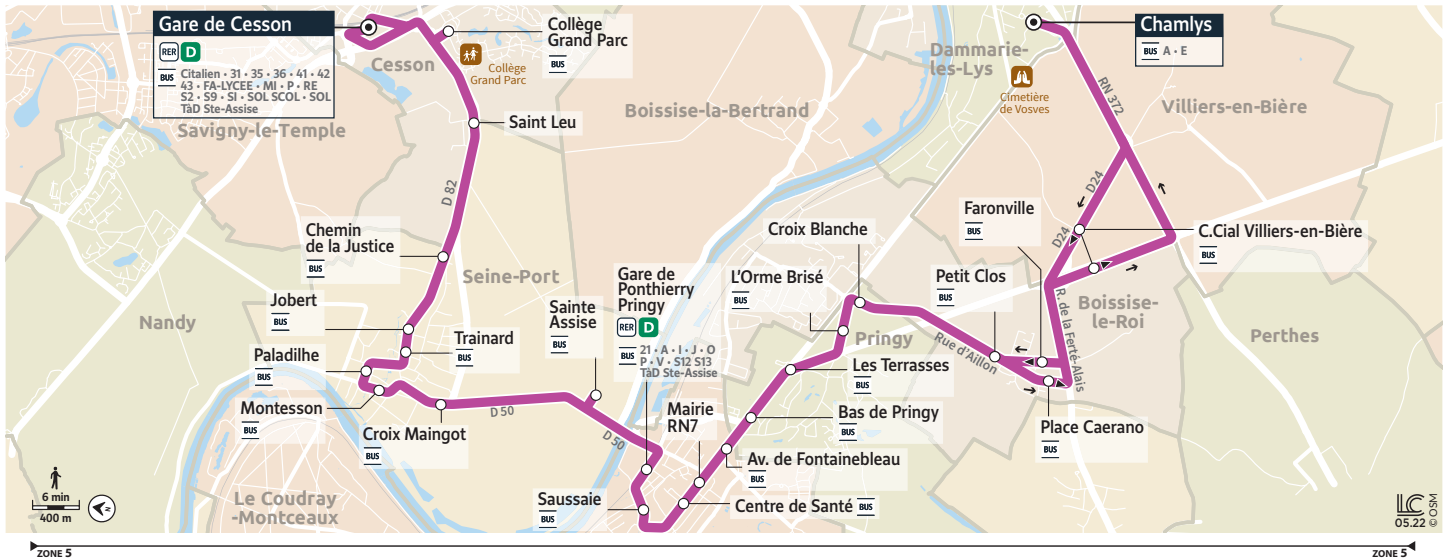 Gare de Cesson
RER D
BUS Citalien • 31 • 35 • 36 • 41 • 42
43 • FA-LYCEE • MI • P • RE
S2 • S9 • SI • SOL SCOL • SOL
TàD Ste-Assise
Savigny-le-Temple
Cesson
Collège
Grand Parc
BUS
Collège
Grand Parc
Saint Leu
Boissise-la-Bertrand
D 82
Chemin
de la Justice
BUS
Seine-Port
Nandy
Jobert
BUS
Trainard
BUS
Paladilhe
BUS
Montesson
BUS
Croix Maingot
BUS
D 50
Sainte
Assise
BUS
D 50
Gare de
Ponthierry
Pringy
RER D
BUS 21 • A • I • J • O
P • V • S12 S13
TàD Ste-Assise
Saussaie
BUS
Mairie
RN7
BUS
Centre de Santé BUS
Av. de Fontainebleau
BUS
Bas de Pringy
BUS
Les Terrasses
BUS
L'Orme Brisé
BUS
Croix Blanche
BUS
Pringy
Rue d'Aillon
Petit Clos
BUS
Faronville
BUS
Place Caerano
BUS
R. de la Ferté-Alais
Boissise-
le-Roi
C.Cial Villiers-en-Bière
BUS
D24
D24
RN 372
Villiers-en-Bière
Perthes
Dammarie-
les-Lys
Cimetière
de Vosves
Chamlys
BUS A • E
Le Coudray
-Montceaux
6 min
400 m
LC
05.22
© OSM
ZONE 5
ZONE 5